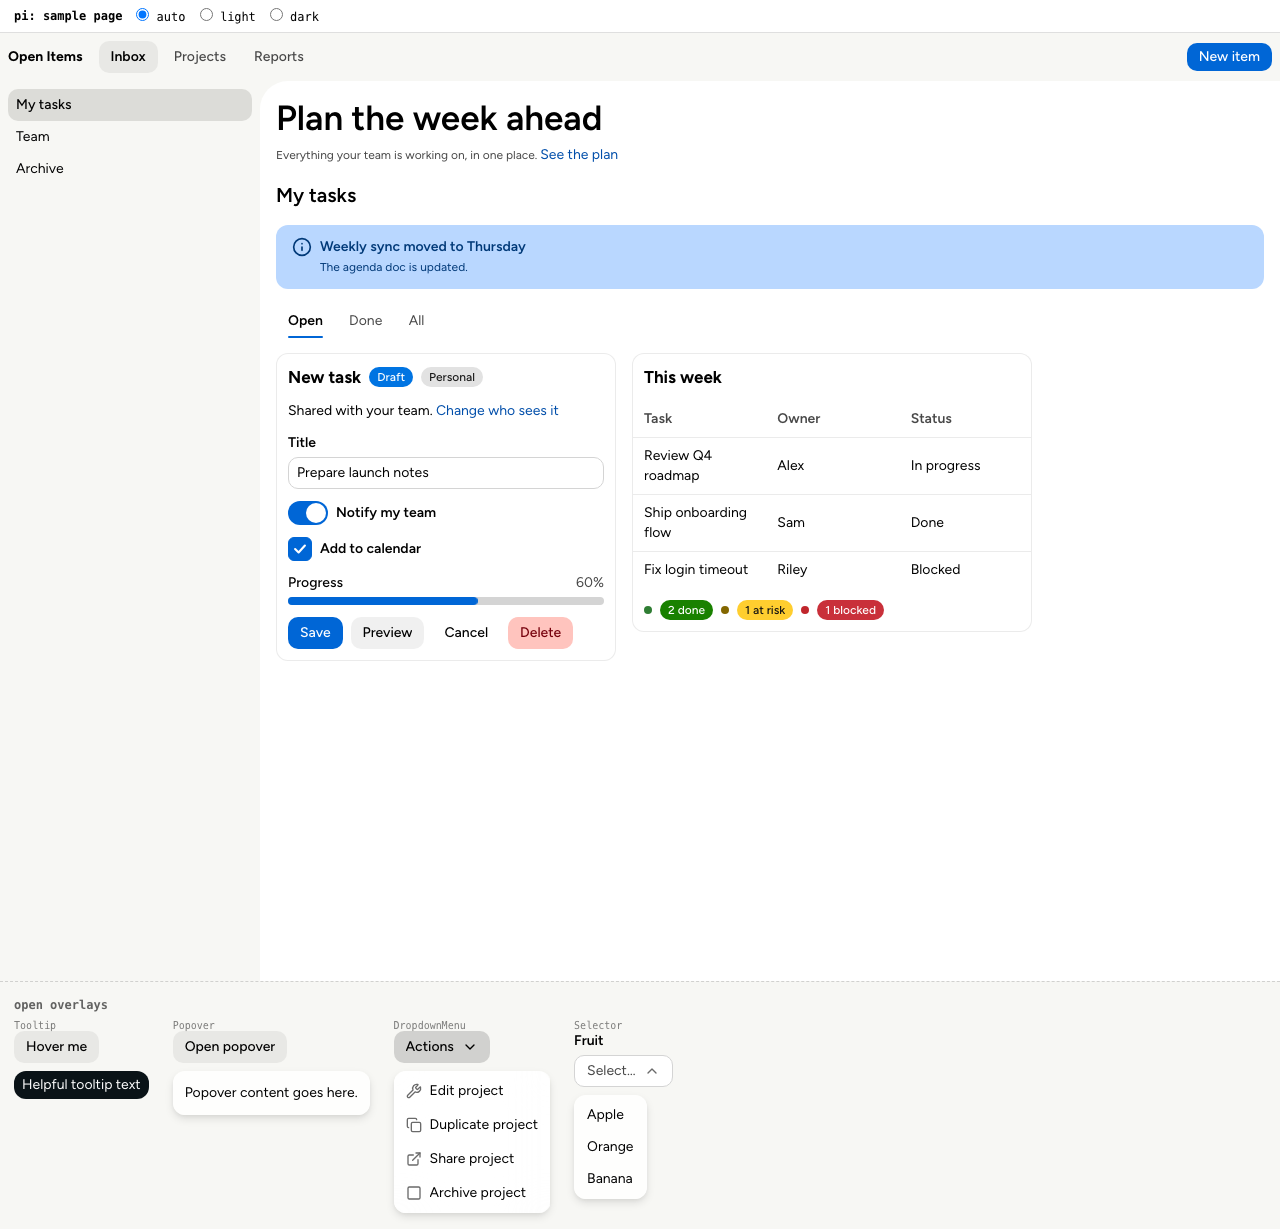 pi: sample page auto light dark
Open Items Inbox Projects Reports New item
My tasks
Team
Archive
Plan the week ahead
Everything your team is working on, in one place. See the plan
My tasks
Weekly sync moved to Thursday
The agenda doc is updated.
Open Done All
New task Draft Personal
Shared with your team. Change who sees it
Title
Prepare launch notes
Notify my team
Add to calendar
Progress 60%
Save Preview Cancel Delete
This week
Task Owner Status
Review Q4
roadmap
Alex In progress
Ship onboarding
flow
Sam Done
Fix login timeout Riley Blocked
2 done 1 at risk 1 blocked
open overlays
Tooltip
Hover me
Helpful tooltip text
Popover
Open popover
Popover content goes here.
DropdownMenu
Actions
Edit project
Duplicate project
Share project
Archive project
Selector
Fruit
Select...
Apple
Orange
Banana